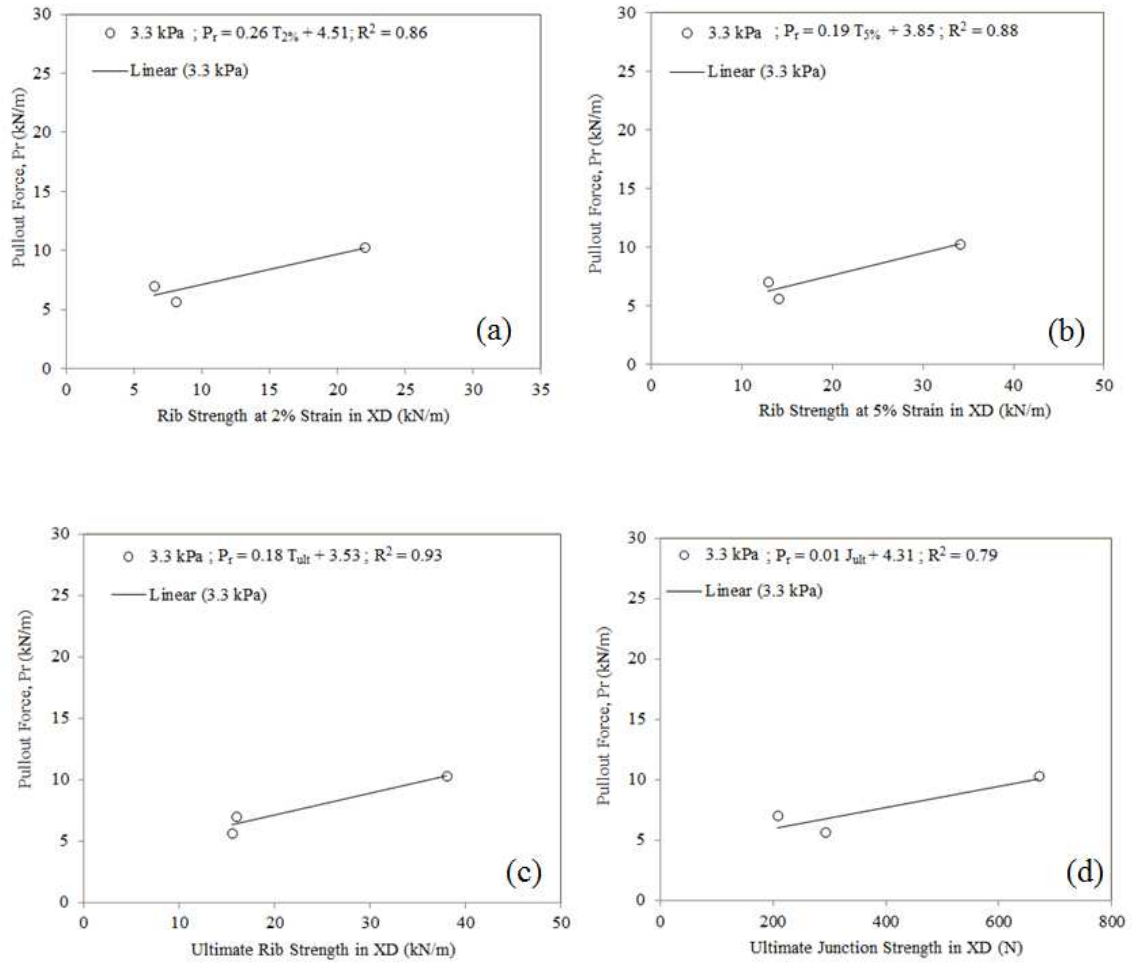 30
25
20
15
10
5
0
Pullout Force, Pr (kN/m)
3.3 kPa ; Pr = 0.26 T2% + 4.51; R2 = 0.86
Linear (3.3 kPa)
(a)
0 5 10 15 20 25 30 35
Rib Strength at 2% Strain in XD (kN/m)
30
25
20
15
10
5
0
Pullout Force, Pr (kN/m)
3.3 kPa ; Pr = 0.19 T5% + 3.85 ; R2 = 0.88
Linear (3.3 kPa)
(b)
0 10 20 30 40 50
Rib Strength at 5% Strain in XD (kN/m)
30
25
20
15
10
5
0
Pullout Force, Pr (kN/m)
3.3 kPa ; Pr = 0.18 Tult + 3.53 ; R2 = 0.93
Linear (3.3 kPa)
(c)
0 10 20 30 40 50
Ultimate Rib Strength in XD (kN/m)
30
25
20
15
10
5
0
Pullout Force, Pr (kN/m)
3.3 kPa ; Pr = 0.01 Jult + 4.31 ; R2 = 0.79
Linear (3.3 kPa)
(d)
0 200 400 600 800
Ultimate Junction Strength in XD (N)